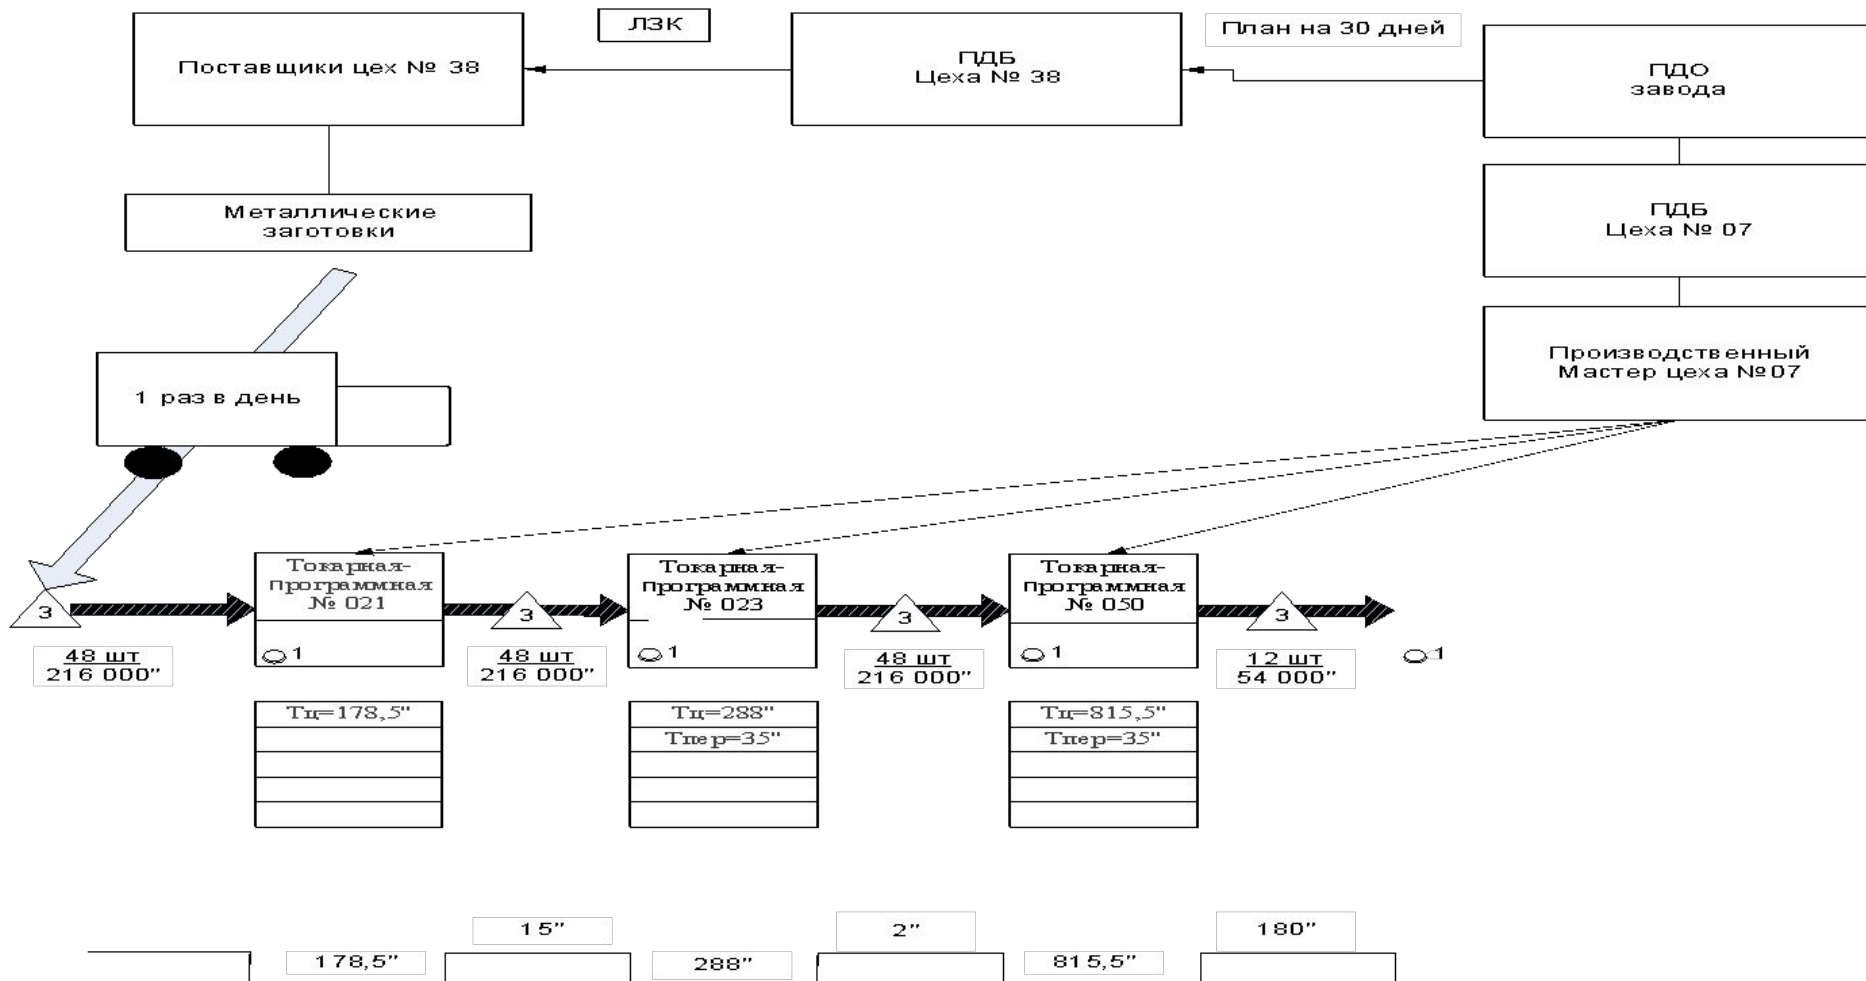 ЛЗК
План на 30 дней
Поставщики цех № 38
ПДБ
Цеха № 38
ПДО
завода
Металлические
заготовки
ПДБ
Цеха № 07
Производственный
Мастер цеха №07
1 раз в день
Токарная-
программная
№ 021
Токарная-
программная
№ 023
Токарная-
программная
№ 050
3
3
3
3
1
1
1
1
48 шт
216 000"
48 шт
216 000"
48 шт
216 000"
12 шт
54 000"
Тц=178,5"
Тц=288"
Тпер=35"
Тц=815,5"
Тпер=35"
15"
2"
180"
178,5"
288"
815,5"